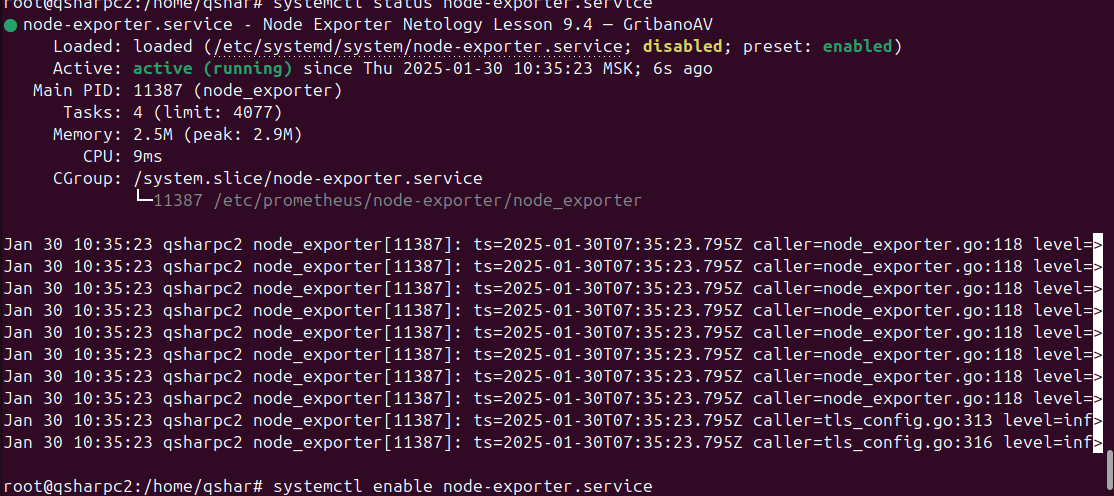 root@qsharpc2:/home/qshar# systemctl status node-exporter.service
● node-exporter.service - Node Exporter Netology Lesson 9.4 — GribanoAV
Loaded: loaded (/etc/systemd/system/node-exporter.service; disabled; preset: enabled)
Active: active (running) since Thu 2025-01-30 10:35:23 MSK; 6s ago
Main PID: 11387 (node_exporter)
Tasks: 4 (limit: 4077)
Memory: 2.5M (peak: 2.9M)
CPU: 9ms
CGroup: /system.slice/node-exporter.service
└─11387 /etc/prometheus/node-exporter/node_exporter
Jan 30 10:35:23 qsharpc2 node_exporter[11387]: ts=2025-01-30T07:35:23.795Z caller=node_exporter.go:118 level=>
Jan 30 10:35:23 qsharpc2 node_exporter[11387]: ts=2025-01-30T07:35:23.795Z caller=node_exporter.go:118 level=>
Jan 30 10:35:23 qsharpc2 node_exporter[11387]: ts=2025-01-30T07:35:23.795Z caller=node_exporter.go:118 level=>
Jan 30 10:35:23 qsharpc2 node_exporter[11387]: ts=2025-01-30T07:35:23.795Z caller=node_exporter.go:118 level=>
Jan 30 10:35:23 qsharpc2 node_exporter[11387]: ts=2025-01-30T07:35:23.795Z caller=node_exporter.go:118 level=>
Jan 30 10:35:23 qsharpc2 node_exporter[11387]: ts=2025-01-30T07:35:23.795Z caller=node_exporter.go:118 level=>
Jan 30 10:35:23 qsharpc2 node_exporter[11387]: ts=2025-01-30T07:35:23.795Z caller=node_exporter.go:118 level=>
Jan 30 10:35:23 qsharpc2 node_exporter[11387]: ts=2025-01-30T07:35:23.795Z caller=node_exporter.go:118 level=>
Jan 30 10:35:23 qsharpc2 node_exporter[11387]: ts=2025-01-30T07:35:23.795Z caller=tls_config.go:313 level=inf>
Jan 30 10:35:23 qsharpc2 node_exporter[11387]: ts=2025-01-30T07:35:23.795Z caller=tls_config.go:316 level=inf>
root@qsharpc2:/home/qshar# systemctl enable node-exporter.service